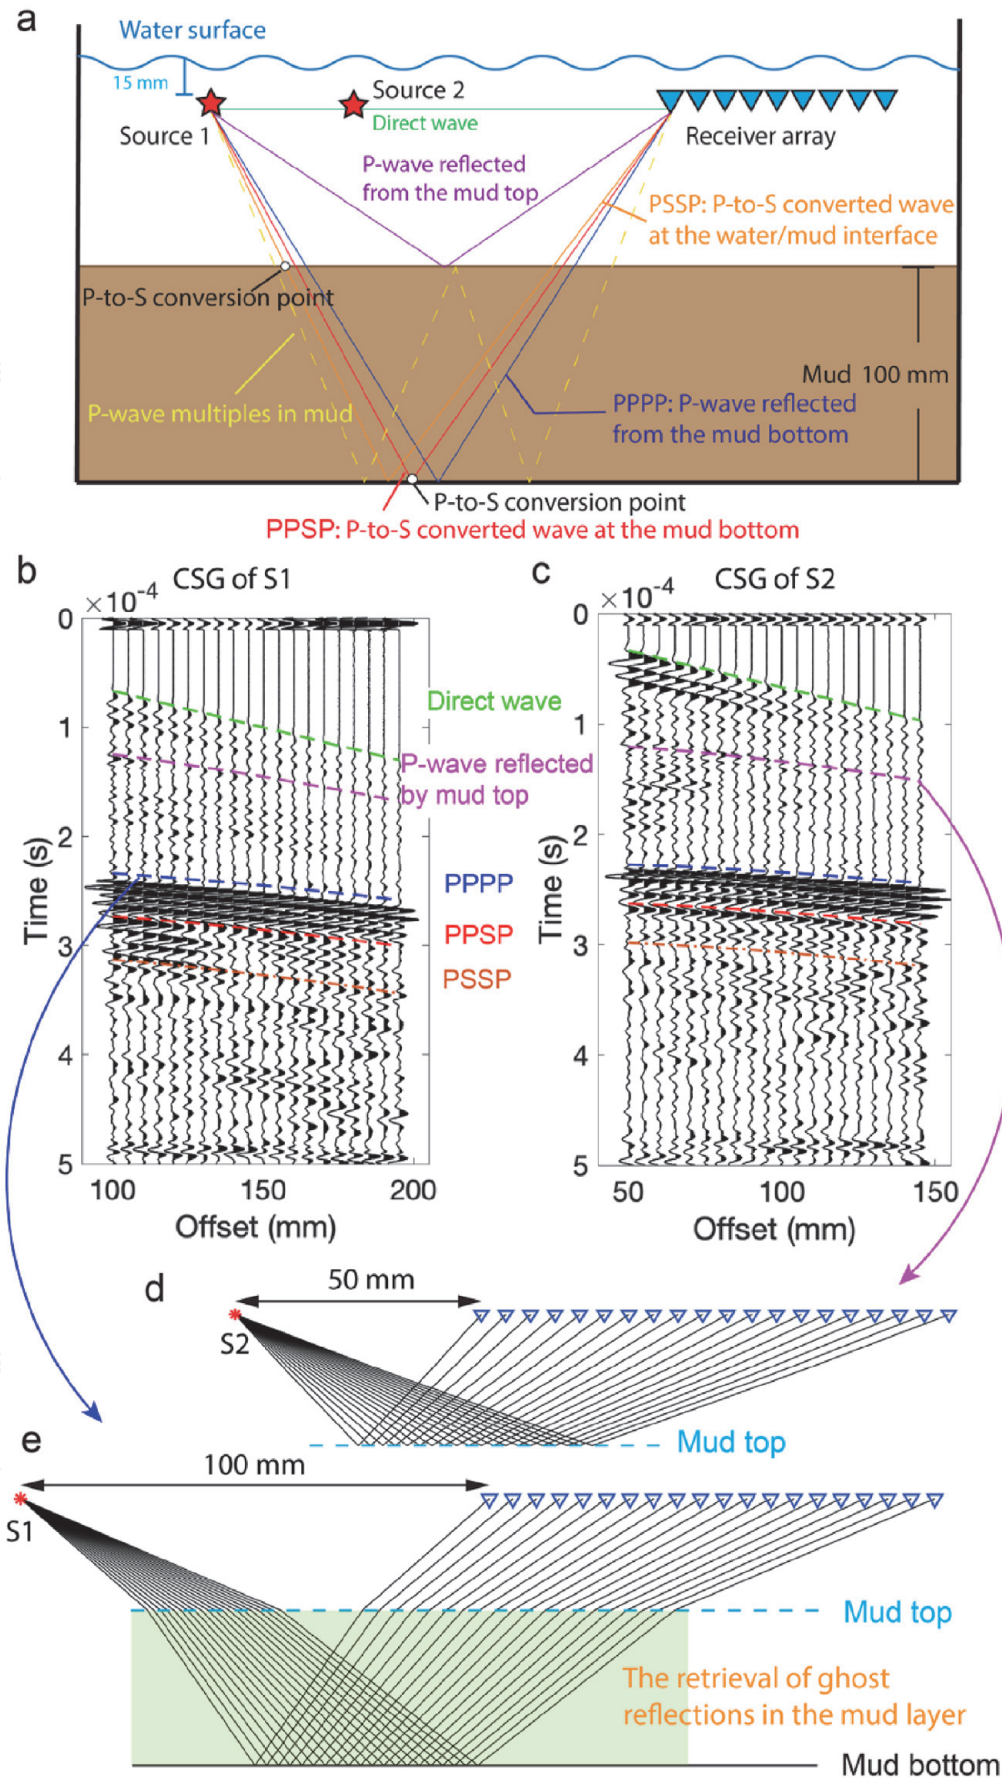 a
Water surface
15 mm
Source 1
Source 2
Direct wave
Receiver array
P-wave reflected
from the mud top
PSSP: P-to-S converted wave
at the water/mud interface
P-to-S conversion point
Mud 100 mm
P-wave multiples in mud
PPPP: P-wave reflected
from the mud bottom
P-to-S conversion point
PPSP: P-to-S converted wave at the mud bottom
b
CSG of S1
×10⁻⁴
0
1
2
3
4
5
Time (s)
100
150
200
Offset (mm)
Direct wave
P-wave reflected
by mud top
PPPP
PPSP
PSSP
c
CSG of S2
×10⁻⁴
0
1
2
3
4
5
Time (s)
50
100
150
Offset (mm)
d
50 mm
S2
Mud top
e
100 mm
S1
Mud top
The retrieval of ghost
reflections in the mud layer
Mud bottom